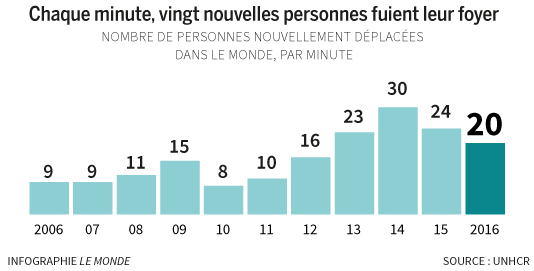 Chaque minute, vingt nouvelles personnes fuient leur foyer
NOMBRE DE PERSONNES NOUVELLEMENT DÉPLACÉES
DANS LE MONDE, PAR MINUTE
9 9 11 15 8 10 16 23 30 24 20
2006 07 08 09 10 11 12 13 14 15 2016
INFOGRAPHIE LE MONDE SOURCE : UNHCR